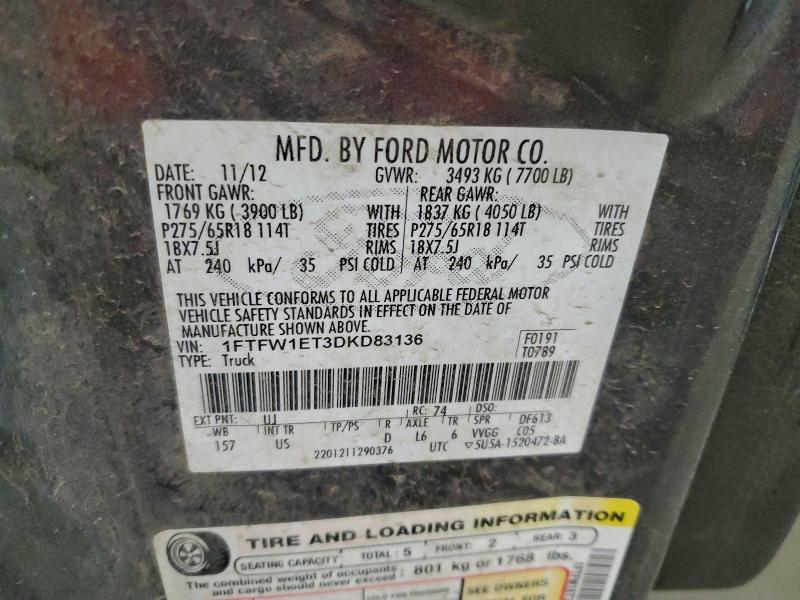 MFD. BY FORD MOTOR CO.
DATE: 11/12 GVWR: 3493 KG ( 7700 LB)
FRONT GAWR: REAR GAWR:
1769 KG ( 3900 LB) WITH 1837 KG ( 4050 LB) WITH
P275/65R18 114T TIRES P275/65R18 114T TIRES
18X7.5J RIMS 18X7.5J RIMS
AT 240 kPa/ 35 PSI COLD AT 240 kPa/ 35 PSI COLD
THIS VEHICLE CONFORMS TO ALL APPLICABLE FEDERAL MOTOR
VEHICLE SAFETY STANDARDS IN EFFECT ON THE DATE OF
MANUFACTURE SHOWN ABOVE.
VIN: 1FTFW1ET3DKD83136 F0191
TYPE: Truck T0789
EXT PNT: UJ RC: 74 DSO:
WB INT TR TP/PS R AXLE TR SPR DF613
157 US D L6 6 VVGG C05
2201211290376 UTC ▽5U5A-1520472-BA
TIRE AND LOADING INFORMATION
SEATING CAPACITY TOTAL: 5 FRONT: 2 REAR: 3
The combined weight of occupants
and cargo should never exceed: 801 kg or 1768 lbs.
SEE OWNERS